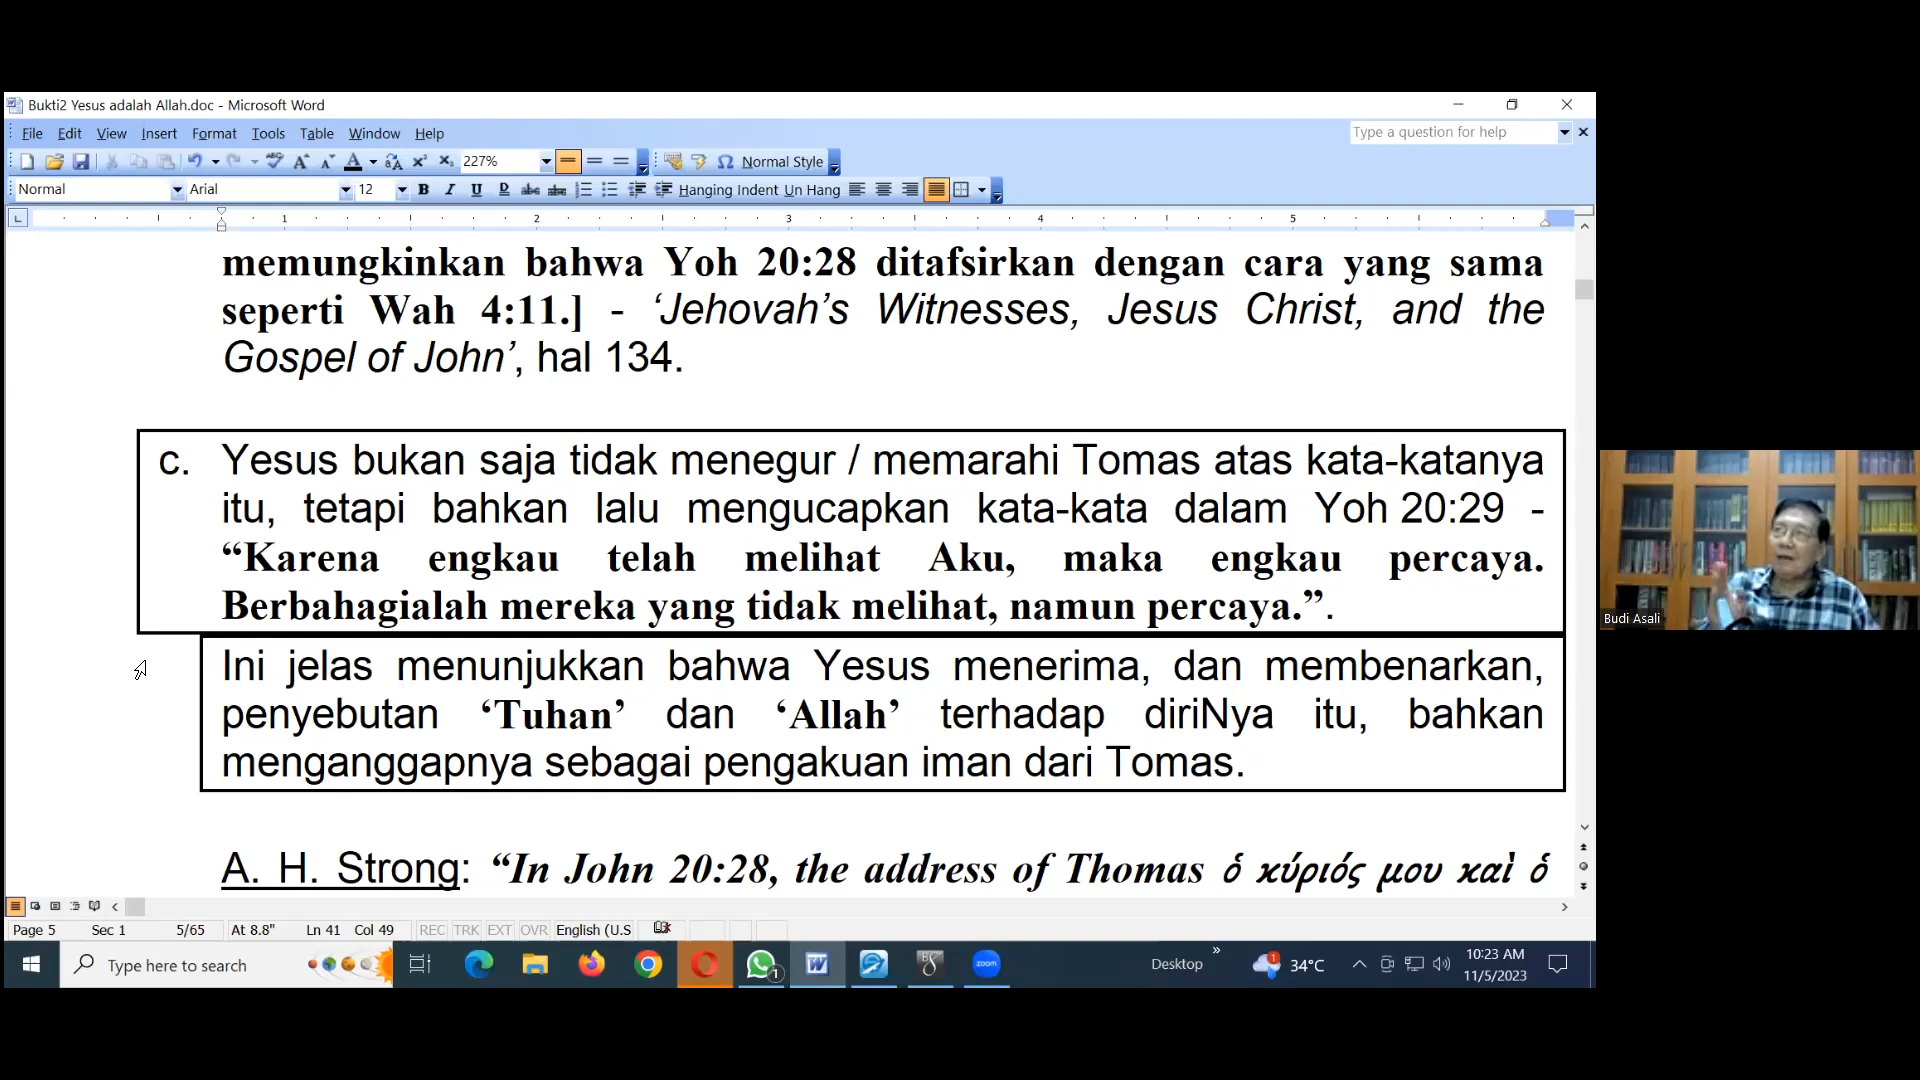 Bukti2 Yesus adalah Allah.doc - Microsoft Word
File Edit View Insert Format Tools Table Window Help
Type a question for help
227%
Normal Style
Normal
Arial
12
Hanging Indent Un Hang
1 2 3 4 5
memungkinkan bahwa Yoh 20:28 ditafsirkan dengan cara yang sama
seperti Wah 4:11.] - ‘Jehovah’s Witnesses, Jesus Christ, and the
Gospel of John’, hal 134.
c. Yesus bukan saja tidak menegur / memarahi Tomas atas kata-katanya
itu, tetapi bahkan lalu mengucapkan kata-kata dalam Yoh 20:29 -
“Karena engkau telah melihat Aku, maka engkau percaya.
Berbahagialah mereka yang tidak melihat, namun percaya.”.
Ini jelas menunjukkan bahwa Yesus menerima, dan membenarkan,
penyebutan ‘Tuhan’ dan ‘Allah’ terhadap diriNya itu, bahkan
menganggapnya sebagai pengakuan iman dari Tomas.
A. H. Strong: “In John 20:28, the address of Thomas ὁ κύριός μου καὶ ὁ
Budi Asali
Page 5 Sec 1 5/65 At 8.8" Ln 41 Col 49 REC TRK EXT OVR English (U.S
Type here to search
1
zoom
Desktop
1
34°C
10:23 AM
11/5/2023